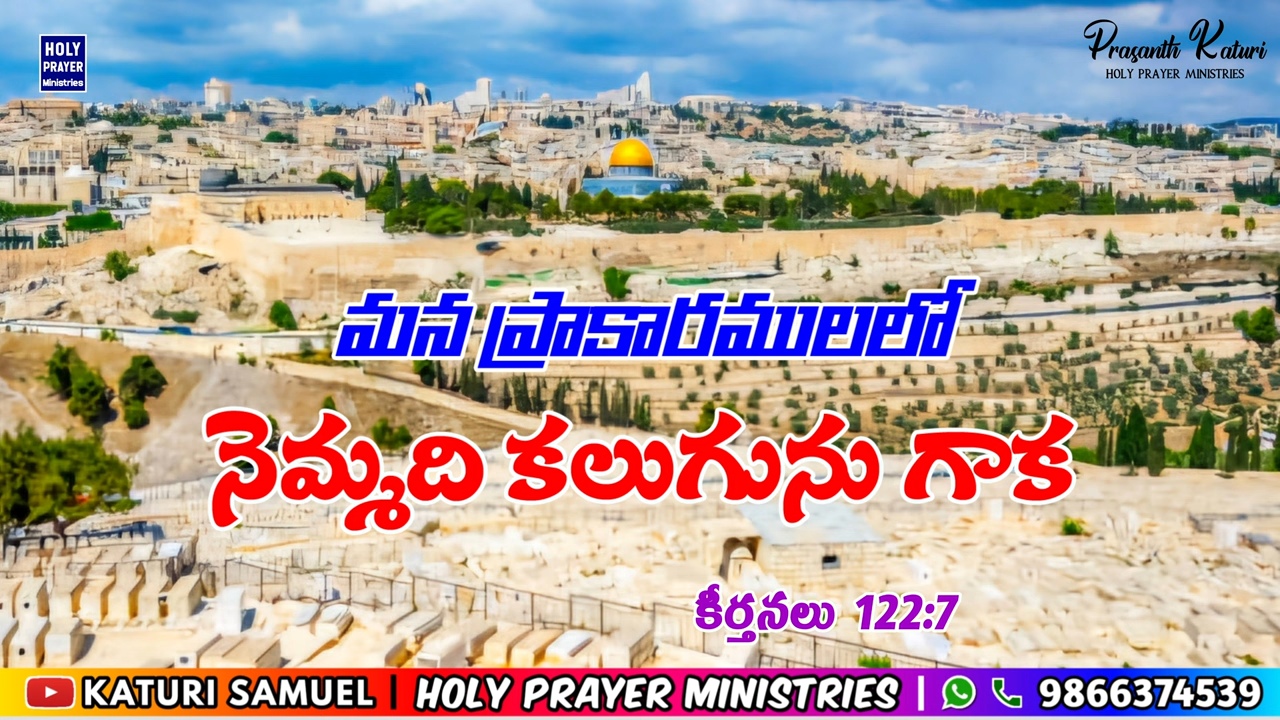 HOLY
PRAYER
Ministries
Prasanth Katuri
HOLY PRAYER MINISTRIES
మన ప్రాకారములలో
నెమ్మది కలుగును గాక
కీర్తనలు 122:7
KATURI SAMUEL | HOLY PRAYER MINISTRIES | 9866374539